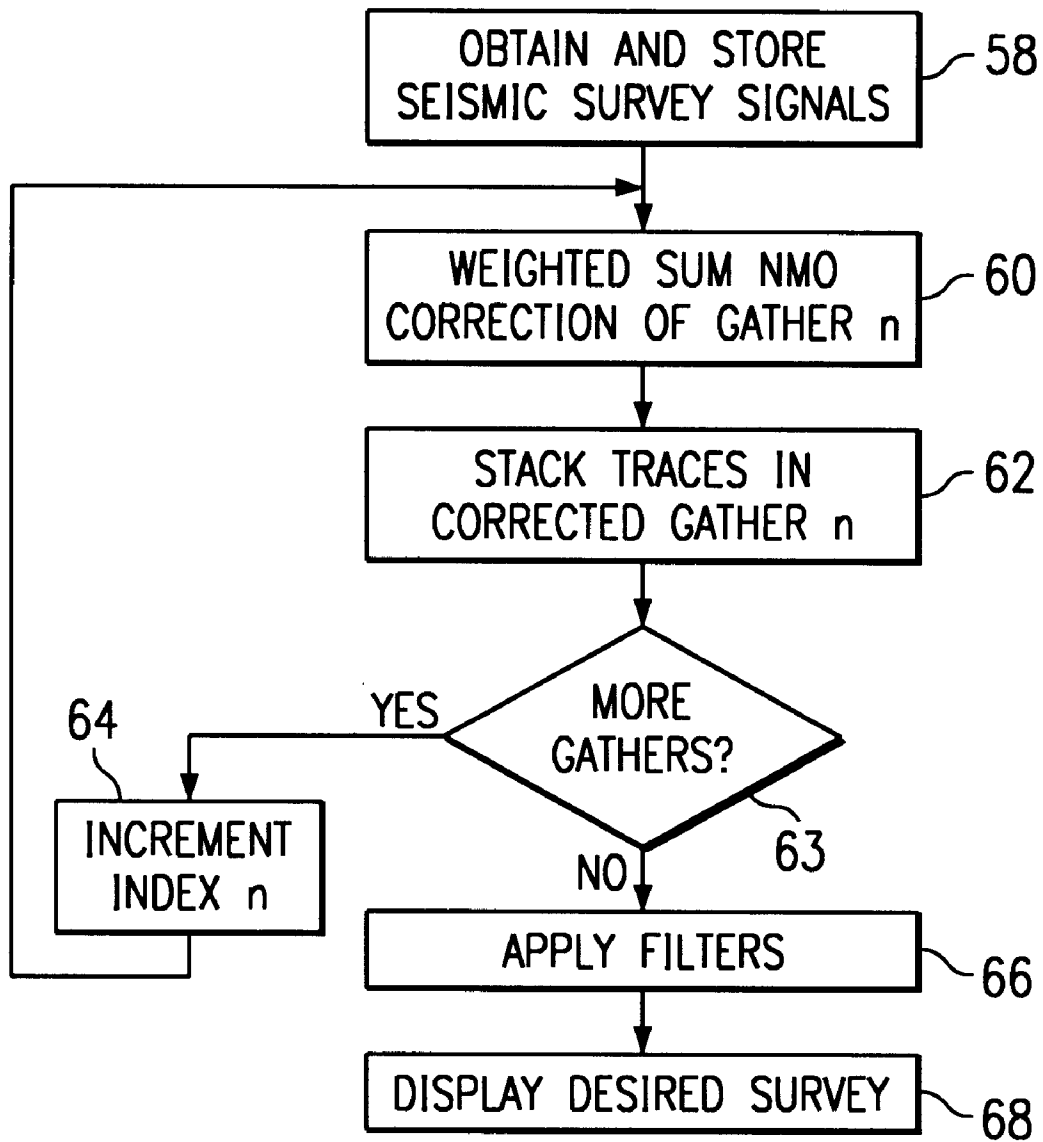 OBTAIN AND STORE
SEISMIC SURVEY SIGNALS
58
WEIGHTED SUM NMO
CORRECTION OF GATHER n
60
STACK TRACES IN
CORRECTED GATHER n
62
MORE
GATHERS?
63
YES
64
INCREMENT
INDEX n
NO
APPLY FILTERS
66
DISPLAY DESIRED SURVEY
68